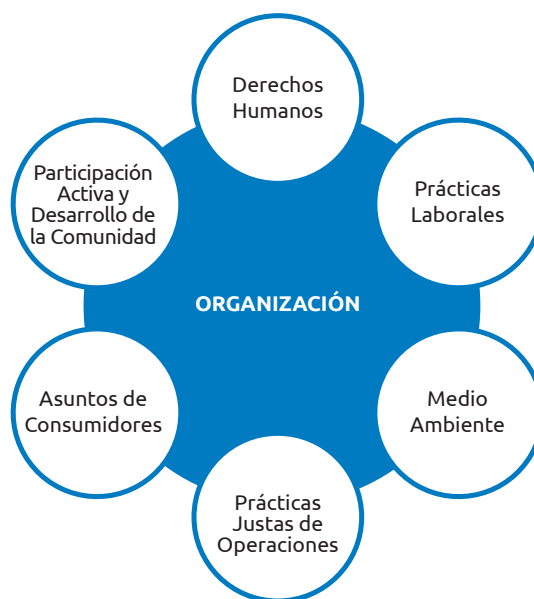 Derechos
Humanos
Participación
Activa y
Desarrollo de
la Comunidad
Prácticas
Laborales
ORGANIZACIÓN
Asuntos de
Consumidores
Medio
Ambiente
Prácticas
Justas de
Operaciones